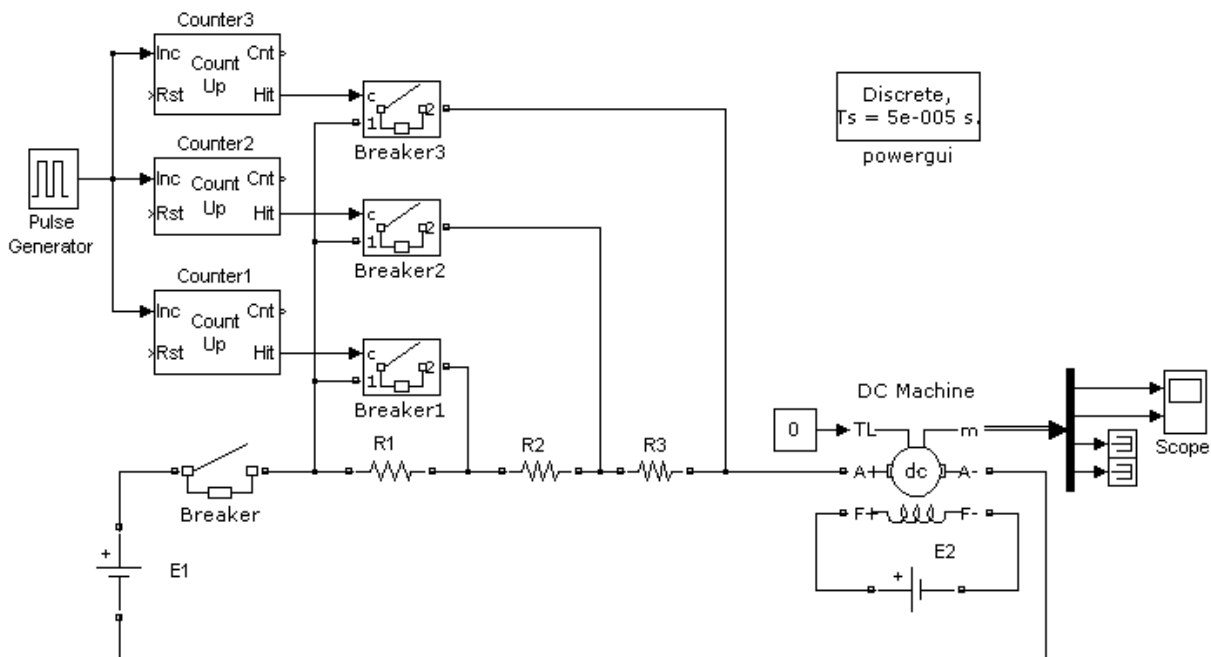 Counter3
Inc
Cnt
Count
Up
Rst
Hit
c
1
2
Breaker3
Discrete,
Ts = 5e-005 s.
powergui
Counter2
Inc
Cnt
Count
Up
Rst
Hit
c
1
2
Breaker2
Pulse
Generator
Counter1
Inc
Cnt
Count
Up
Rst
Hit
c
1
2
Breaker1
DC Machine
0
TL
m
Scope
R1
R2
R3
A+
dc
A-
Breaker
F+
F-
+
E1
E2
+